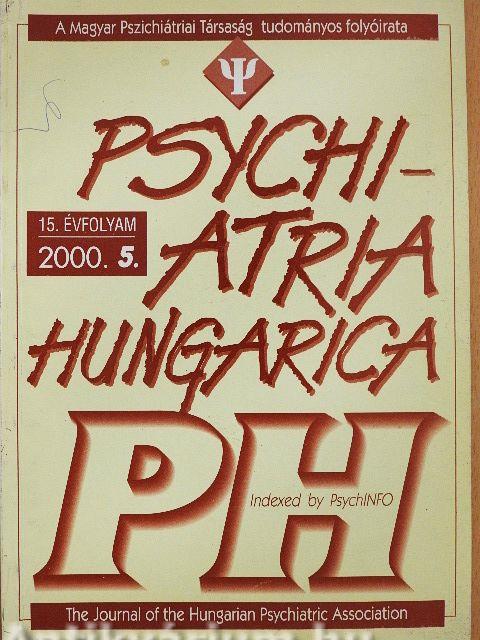 A Magyar Pszichiátriai Társaság tudományos folyóirata
Ψ
PSYCHI-
15. ÉVFOLYAM
2000. 5.
ATRIA
HUNGARICA
PH
Indexed by PsychINFO
The Journal of the Hungarian Psychiatric Association